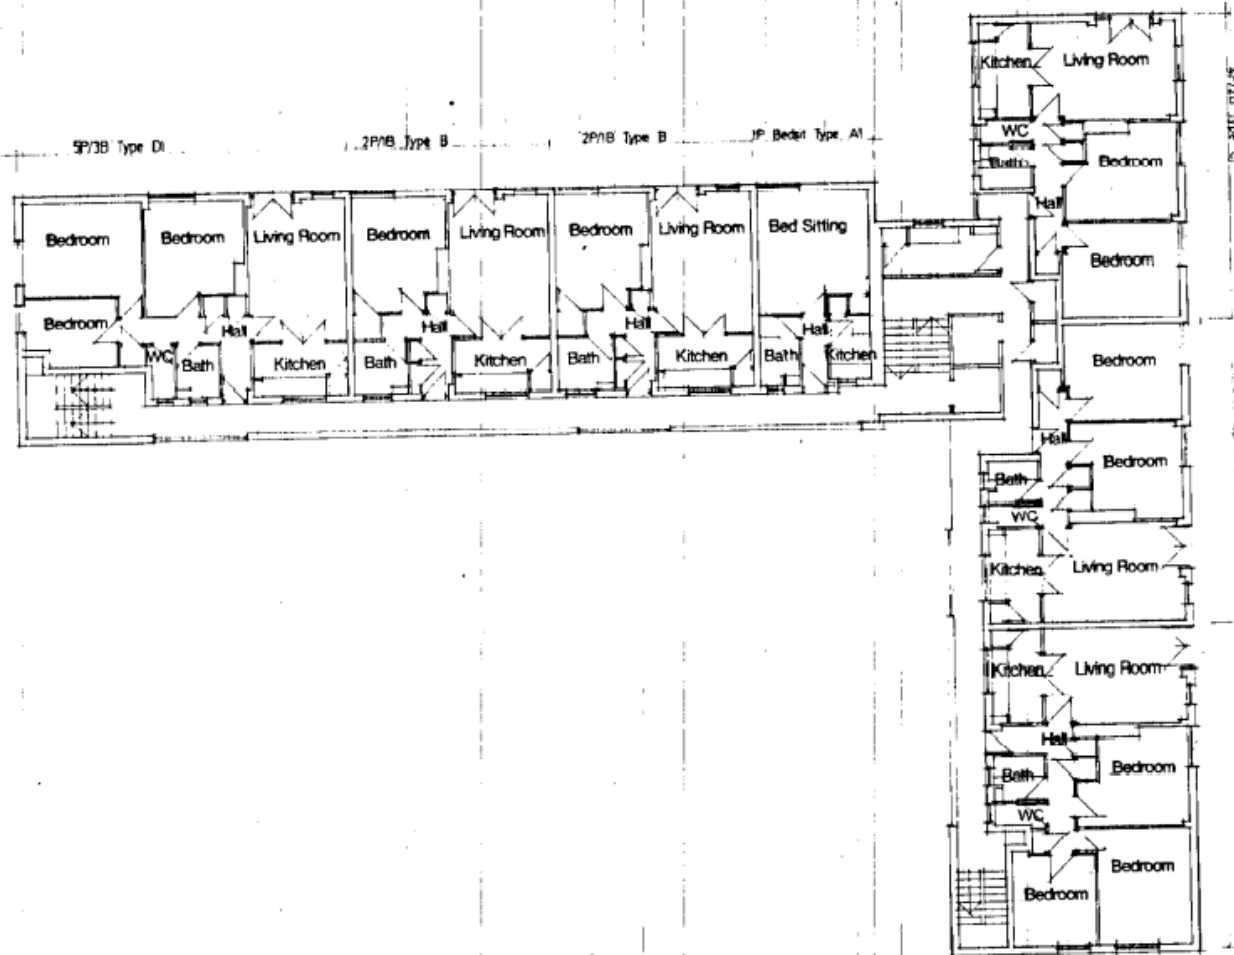 Kitchen Living Room
WC
Bath
Bedroom
Hall
Bedroom
5P/3B Type D1
2P/1B Type B
2P/1B Type B
1P Bedsit Type A1
Bedroom Bedroom Living Room Bedroom Living Room Bedroom Living Room Bed Sitting
Bedroom Hall Hall Hall Hall
WC Bath Kitchen Bath Kitchen Bath Kitchen Bath Kitchen
Bedroom
Hall
Bedroom
Bath
WC
Kitchen Living Room
Kitchen Living Room
Hall
Bedroom
Bath
WC
Bedroom
Bedroom